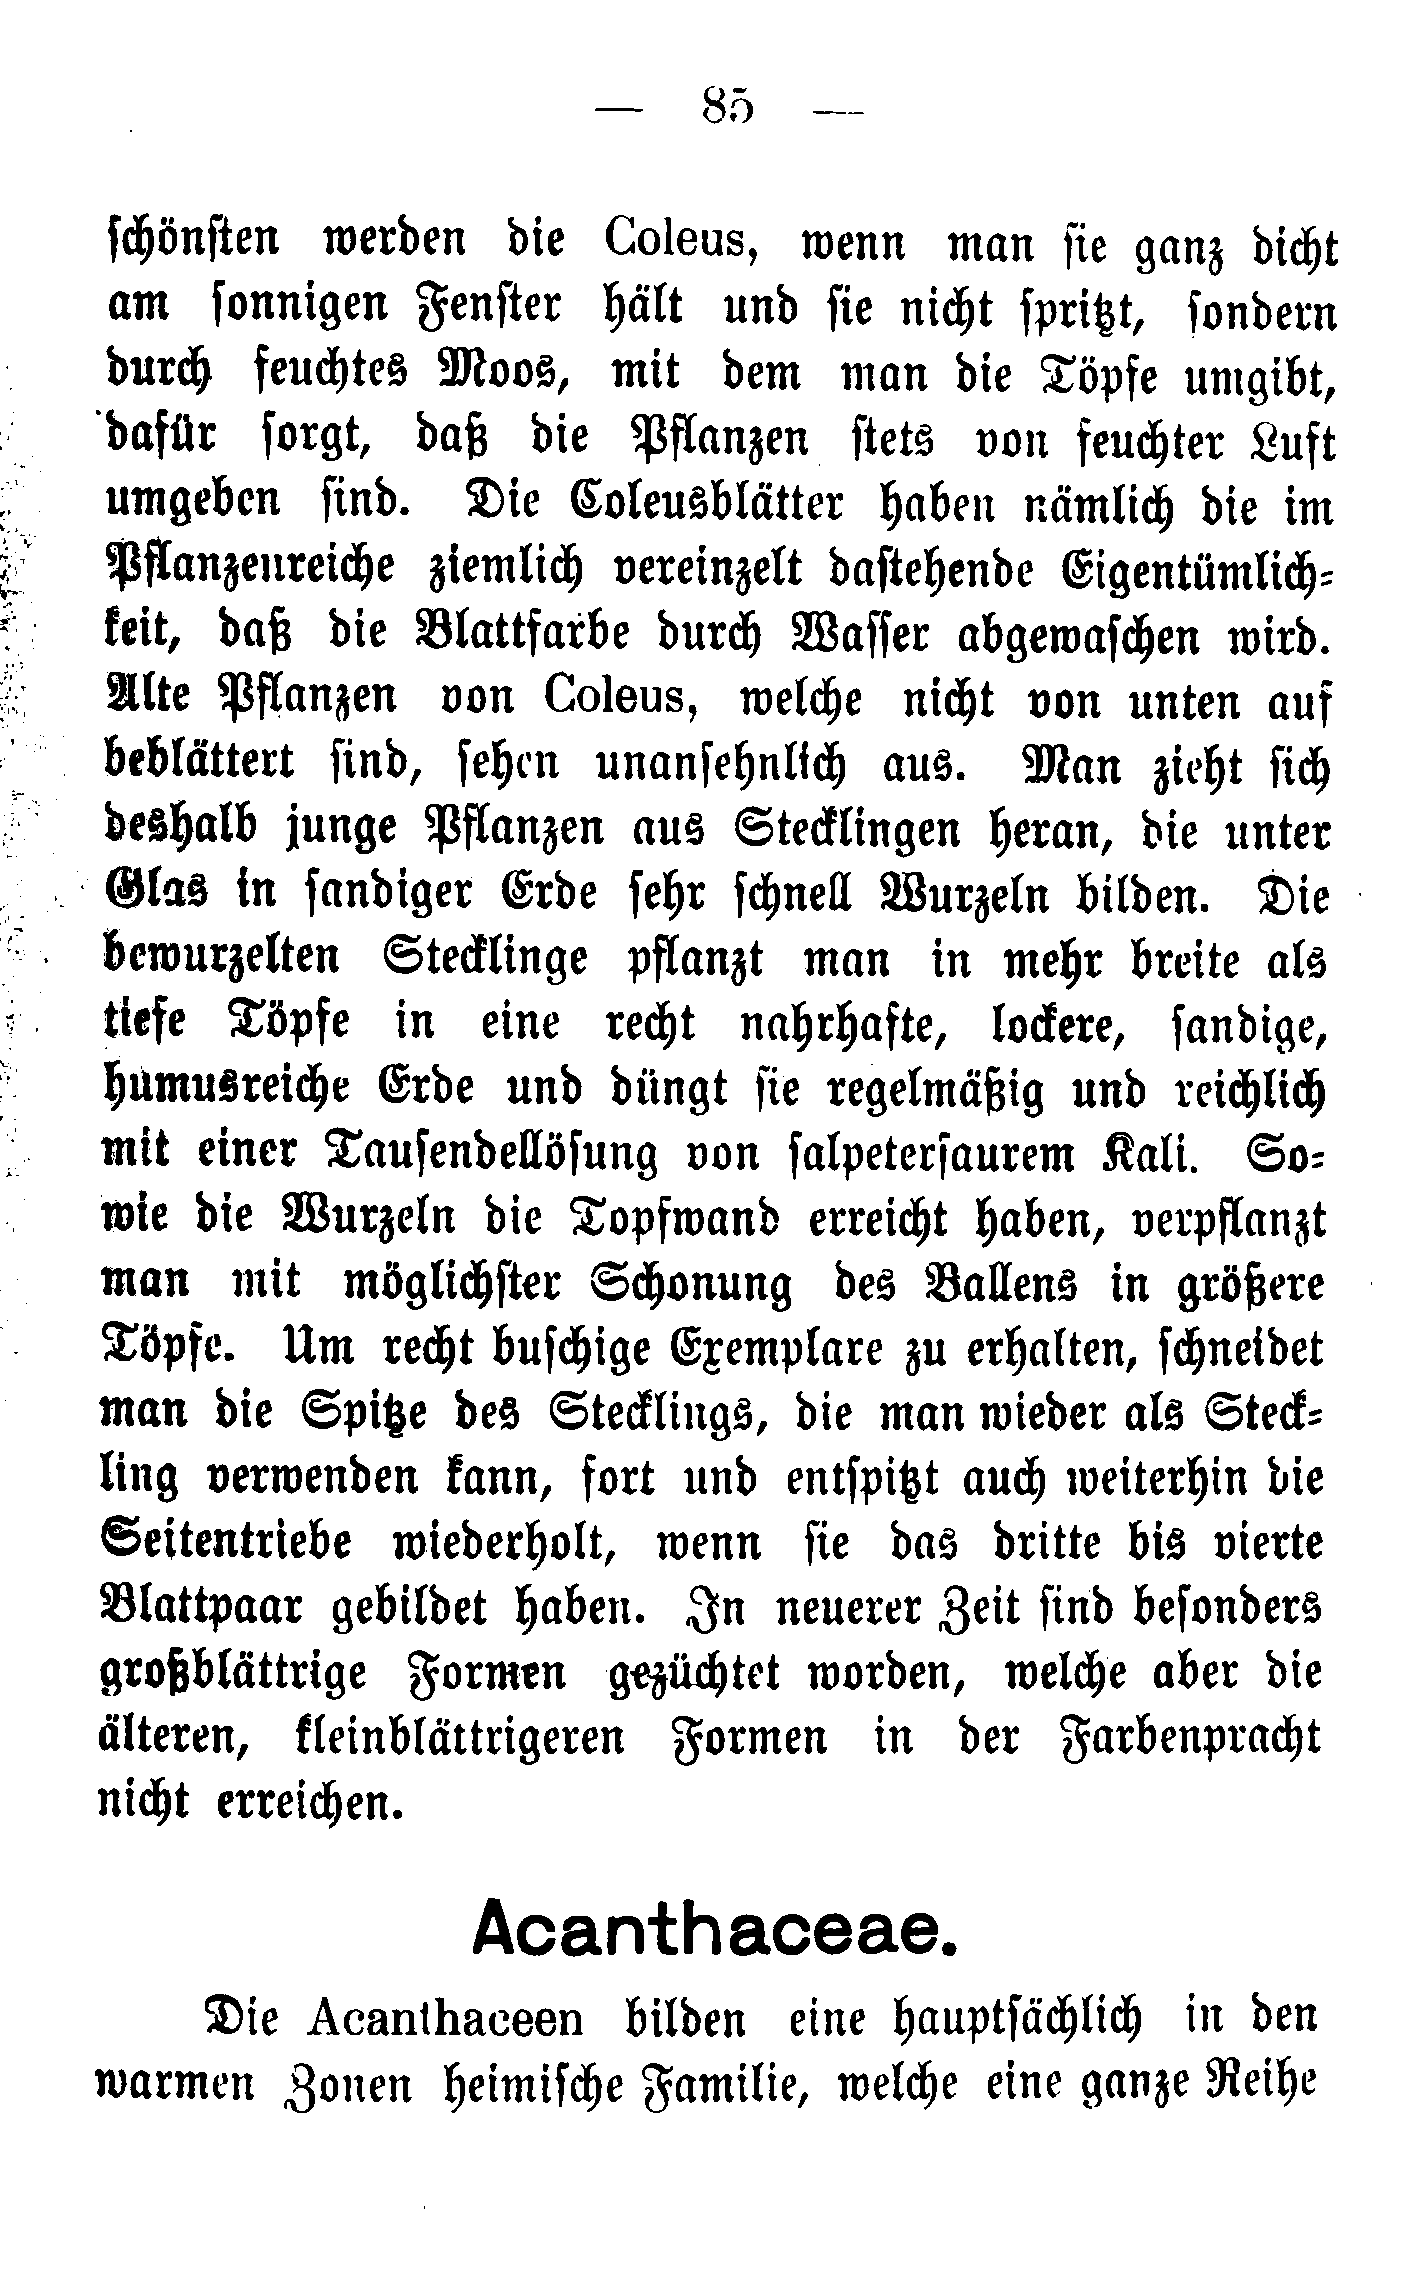 — 85 —
schönsten werden die Coleus, wenn man sie ganz dicht
am sonnigen Fenster hält und sie nicht spritzt, sondern
durch feuchtes Moos, mit dem man die Töpfe umgibt,
dafür sorgt, daß die Pflanzen stets von feuchter Luft
umgeben sind. Die Coleusblätter haben nämlich die im
Pflanzenreiche ziemlich vereinzelt dastehende Eigentümlich-
keit, daß die Blattfarbe durch Wasser abgewaschen wird.
Alte Pflanzen von Coleus, welche nicht von unten auf
beblättert sind, sehen unansehnlich aus. Man zieht sich
deshalb junge Pflanzen aus Stecklingen heran, die unter
Glas in sandiger Erde sehr schnell Wurzeln bilden. Die
bewurzelten Stecklinge pflanzt man in mehr breite als
tiefe Töpfe in eine recht nahrhafte, lockere, sandige,
humusreiche Erde und düngt sie regelmäßig und reichlich
mit einer Tausendellösung von salpetersaurem Kali. So-
wie die Wurzeln die Topfwand erreicht haben, verpflanzt
man mit möglichster Schonung des Ballens in größere
Töpfe. Um recht buschige Exemplare zu erhalten, schneidet
man die Spitze des Stecklings, die man wieder als Steck-
ling verwenden kann, fort und entspitzt auch weiterhin die
Seitentriebe wiederholt, wenn sie das dritte bis vierte
Blattpaar gebildet haben. In neuerer Zeit sind besonders
großblättrige Formen gezüchtet worden, welche aber die
älteren, kleinblättrigeren Formen in der Farbenpracht
nicht erreichen.
Acanthaceae.
Die Acanthaceen bilden eine hauptsächlich in den
warmen Zonen heimische Familie, welche eine ganze Reihe